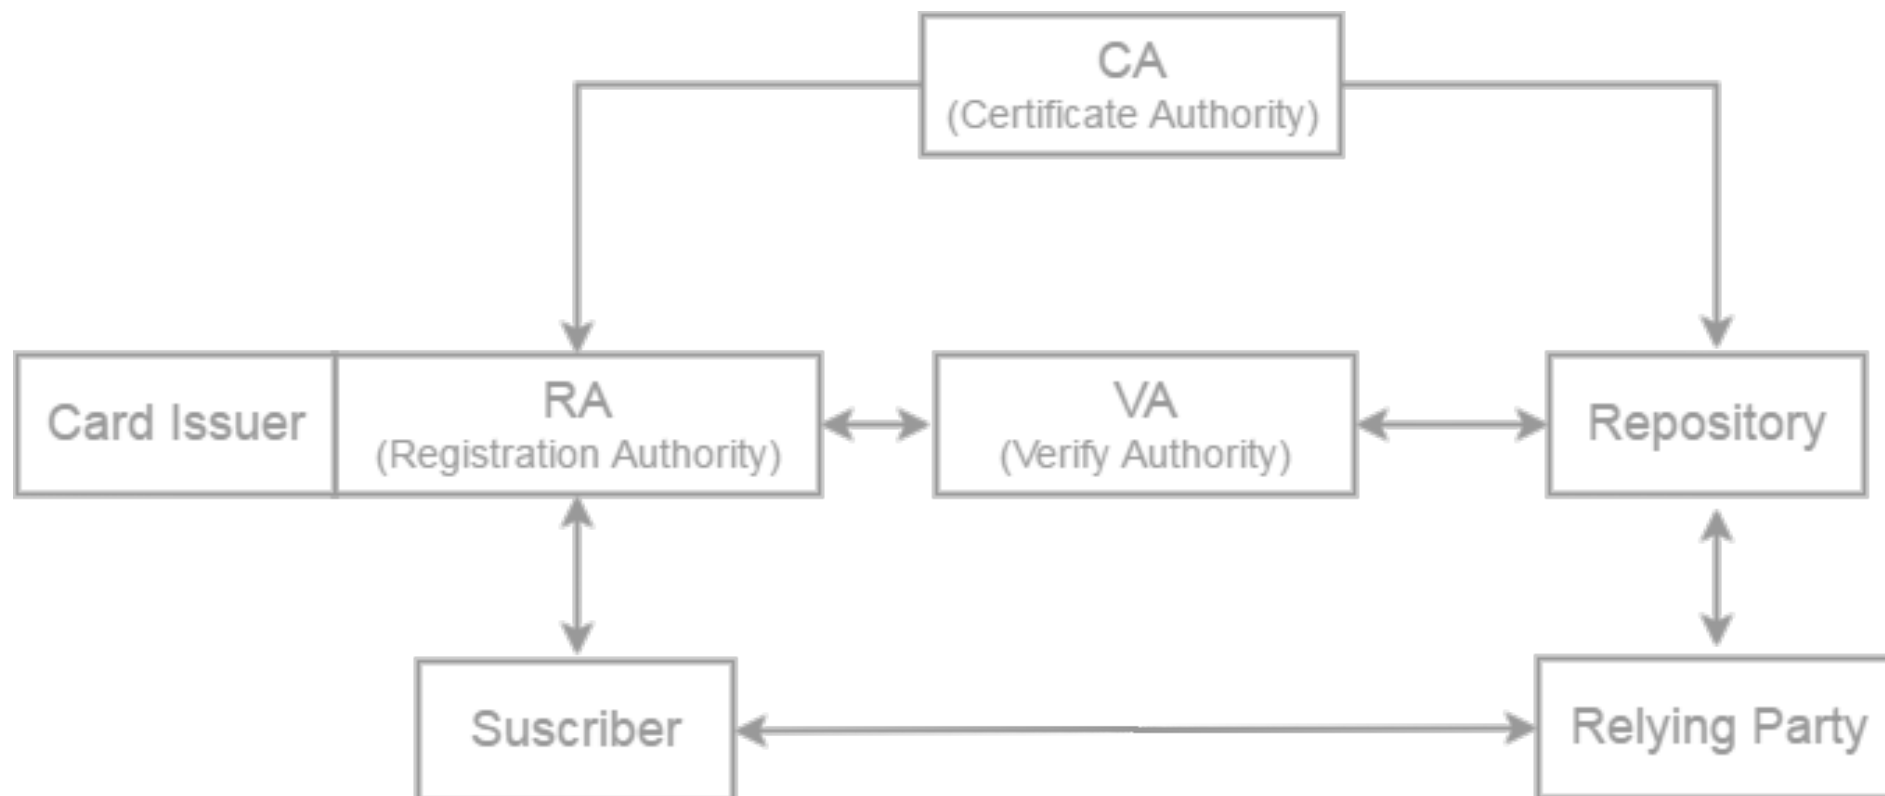 CA
(Certificate Authority)
Card Issuer
RA
(Registration Authority)
VA
(Verify Authority)
Repository
Suscriber
Relying Party